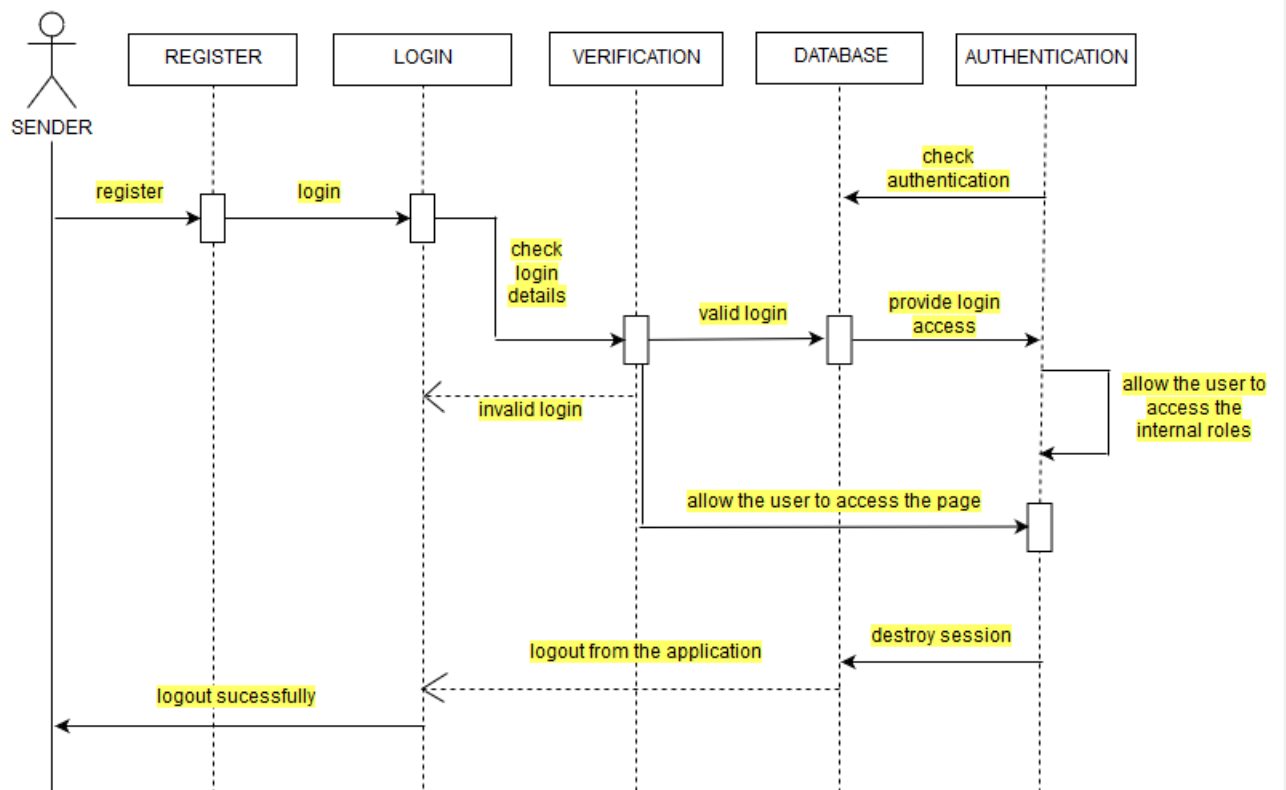 REGISTER
LOGIN
VERIFICATION
DATABASE
AUTHENTICATION
SENDER
check
authentication
register
login
check
login
details
valid login
provide login
access
invalid login
allow the user to
access the
internal roles
allow the user to access the page
destroy session
logout from the application
logout sucessfully